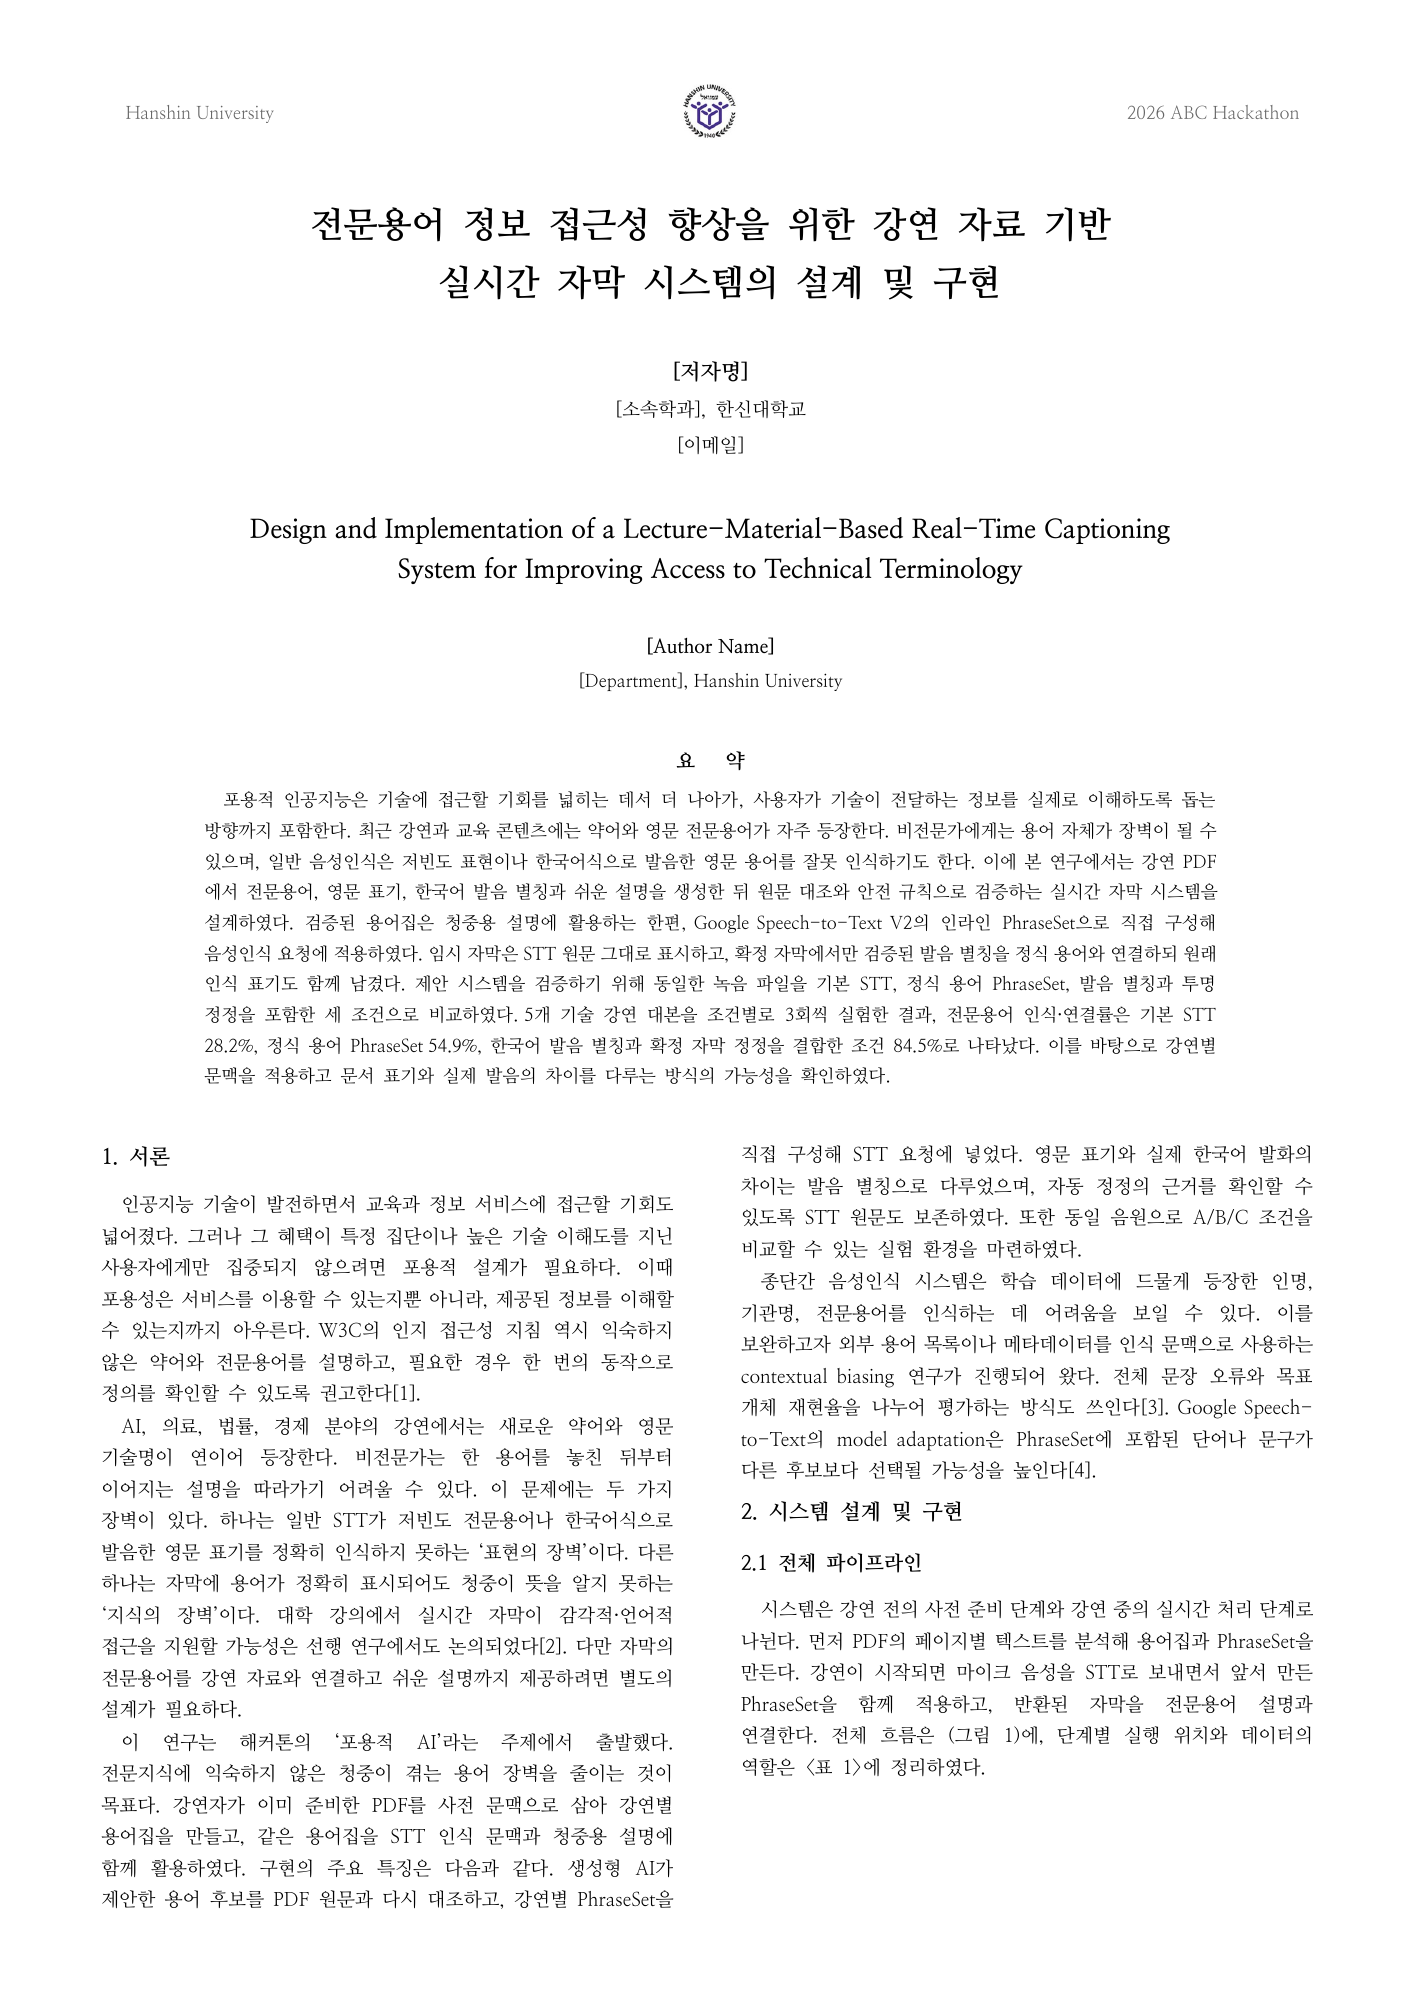 Hanshin University
HANSHIN UNIVERSITY
1940
2026 ABC Hackathon
전문용어 정보 접근성 향상을 위한 강연 자료 기반
실시간 자막 시스템의 설계 및 구현
[저자명]
[소속학과], 한신대학교
[이메일]
Design and Implementation of a Lecture-Material-Based Real-Time Captioning
System for Improving Access to Technical Terminology
[Author Name]
[Department], Hanshin University
요 약
포용적 인공지능은 기술에 접근할 기회를 넓히는 데서 더 나아가, 사용자가 기술이 전달하는 정보를 실제로 이해하도록 돕는
방향까지 포함한다. 최근 강연과 교육 콘텐츠에는 약어와 영문 전문용어가 자주 등장한다. 비전문가에게는 용어 자체가 장벽이 될 수
있으며, 일반 음성인식은 저빈도 표현이나 한국어식으로 발음한 영문 용어를 잘못 인식하기도 한다. 이에 본 연구에서는 강연 PDF
에서 전문용어, 영문 표기, 한국어 발음 별칭과 쉬운 설명을 생성한 뒤 원문 대조와 안전 규칙으로 검증하는 실시간 자막 시스템을
설계하였다. 검증된 용어집은 청중용 설명에 활용하는 한편, Google Speech-to-Text V2의 인라인 PhraseSet으로 직접 구성해
음성인식 요청에 적용하였다. 임시 자막은 STT 원문 그대로 표시하고, 확정 자막에서만 검증된 발음 별칭을 정식 용어와 연결하되 원래
인식 표기도 함께 남겼다. 제안 시스템을 검증하기 위해 동일한 녹음 파일을 기본 STT, 정식 용어 PhraseSet, 발음 별칭과 투명
정정을 포함한 세 조건으로 비교하였다. 5개 기술 강연 대본을 조건별로 3회씩 실험한 결과, 전문용어 인식·연결률은 기본 STT
28.2%, 정식 용어 PhraseSet 54.9%, 한국어 발음 별칭과 확정 자막 정정을 결합한 조건 84.5%로 나타났다. 이를 바탕으로 강연별
문맥을 적용하고 문서 표기와 실제 발음의 차이를 다루는 방식의 가능성을 확인하였다.
1. 서론
인공지능 기술이 발전하면서 교육과 정보 서비스에 접근할 기회도
넓어졌다. 그러나 그 혜택이 특정 집단이나 높은 기술 이해도를 지닌
사용자에게만 집중되지 않으려면 포용적 설계가 필요하다. 이때
포용성은 서비스를 이용할 수 있는지뿐 아니라, 제공된 정보를 이해할
수 있는지까지 아우른다. W3C의 인지 접근성 지침 역시 익숙하지
않은 약어와 전문용어를 설명하고, 필요한 경우 한 번의 동작으로
정의를 확인할 수 있도록 권고한다[1].
AI, 의료, 법률, 경제 분야의 강연에서는 새로운 약어와 영문
기술명이 연이어 등장한다. 비전문가는 한 용어를 놓친 뒤부터
이어지는 설명을 따라가기 어려울 수 있다. 이 문제에는 두 가지
장벽이 있다. 하나는 일반 STT가 저빈도 전문용어나 한국어식으로
발음한 영문 표기를 정확히 인식하지 못하는 ‘표현의 장벽’이다. 다른
하나는 자막에 용어가 정확히 표시되어도 청중이 뜻을 알지 못하는
‘지식의 장벽’이다. 대학 강의에서 실시간 자막이 감각적·언어적
접근을 지원할 가능성은 선행 연구에서도 논의되었다[2]. 다만 자막의
전문용어를 강연 자료와 연결하고 쉬운 설명까지 제공하려면 별도의
설계가 필요하다.
이 연구는 해커톤의 ‘포용적 AI’라는 주제에서 출발했다.
전문지식에 익숙하지 않은 청중이 겪는 용어 장벽을 줄이는 것이
목표다. 강연자가 이미 준비한 PDF를 사전 문맥으로 삼아 강연별
용어집을 만들고, 같은 용어집을 STT 인식 문맥과 청중용 설명에
함께 활용하였다. 구현의 주요 특징은 다음과 같다. 생성형 AI가
제안한 용어 후보를 PDF 원문과 다시 대조하고, 강연별 PhraseSet을
직접 구성해 STT 요청에 넣었다. 영문 표기와 실제 한국어 발화의
차이는 발음 별칭으로 다루었으며, 자동 정정의 근거를 확인할 수
있도록 STT 원문도 보존하였다. 또한 동일 음원으로 A/B/C 조건을
비교할 수 있는 실험 환경을 마련하였다.
종단간 음성인식 시스템은 학습 데이터에 드물게 등장한 인명,
기관명, 전문용어를 인식하는 데 어려움을 보일 수 있다. 이를
보완하고자 외부 용어 목록이나 메타데이터를 인식 문맥으로 사용하는
contextual biasing 연구가 진행되어 왔다. 전체 문장 오류와 목표
개체 재현율을 나누어 평가하는 방식도 쓰인다[3]. Google Speech-
to-Text의 model adaptation은 PhraseSet에 포함된 단어나 문구가
다른 후보보다 선택될 가능성을 높인다[4].
2. 시스템 설계 및 구현
2.1 전체 파이프라인
시스템은 강연 전의 사전 준비 단계와 강연 중의 실시간 처리 단계로
나뉜다. 먼저 PDF의 페이지별 텍스트를 분석해 용어집과 PhraseSet을
만든다. 강연이 시작되면 마이크 음성을 STT로 보내면서 앞서 만든
PhraseSet을 함께 적용하고, 반환된 자막을 전문용어 설명과
연결한다. 전체 흐름은 (그림 1)에, 단계별 실행 위치와 데이터의
역할은 〈표 1〉에 정리하였다.